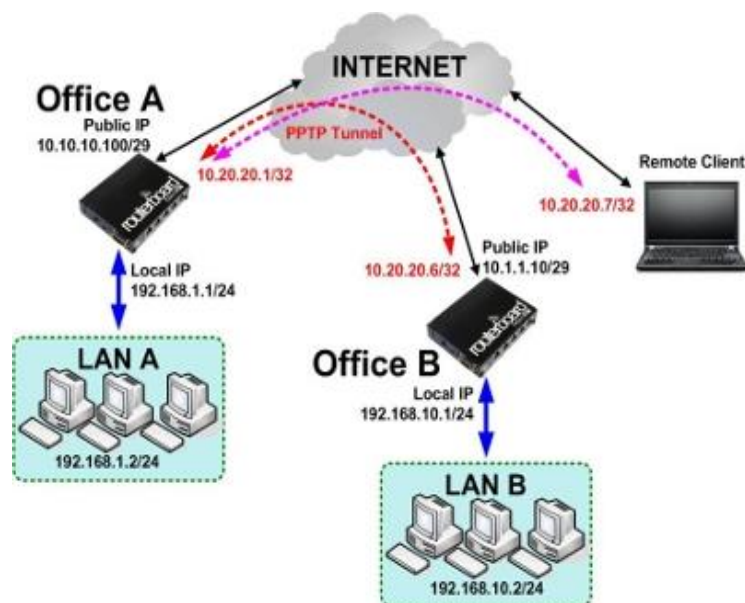 INTERNET
Office A
Public IP
10.10.10.100/29
PPTP Tunnel
10.20.20.1/32
routerboard
Local IP
192.168.1.1/24
LAN A
192.168.1.2/24
Remote Client
10.20.20.7/32
Public IP
10.1.1.10/29
10.20.20.6/32
routerboard
Office B
Local IP
192.168.10.1/24
LAN B
192.168.10.2/24